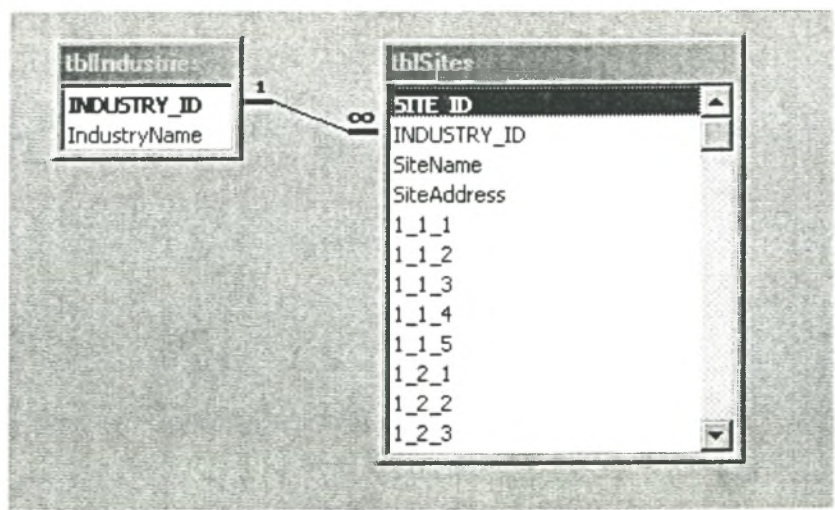 tblIndustries
INDUSTRY_ID
IndustryName
1
∞
tblSites
SITE_ID
INDUSTRY_ID
SiteName
SiteAddress
1_1_1
1_1_2
1_1_3
1_1_4
1_1_5
1_2_1
1_2_2
1_2_3